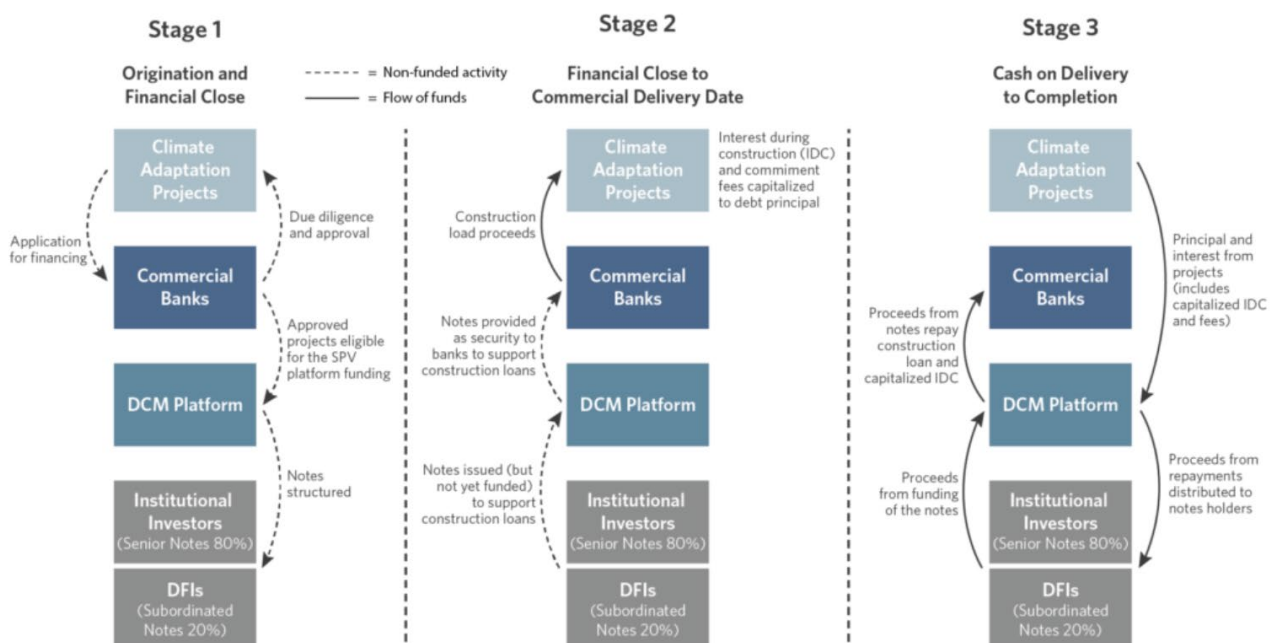 Stage 1
Origination and
Financial Close
Climate
Adaptation
Projects
Application
for financing
Due diligence
and approval
Commercial
Banks
Approved
projects eligible
for the SPV
platform funding
DCM Platform
Notes
structured
Institutional
Investors
(Senior Notes 80%)
DFIs
(Subordinated
Notes 20%)
= Non-funded activity
= Flow of funds
Stage 2
Financial Close to
Commercial Delivery Date
Climate
Adaptation
Projects
Interest during
construction (IDC)
and commiment
fees capitalized
to debt principal
Construction
load proceeds
Commercial
Banks
Notes provided
as security to
banks to support
construction loans
DCM Platform
Notes issued (but
not yet funded)
to support
construction loans
Institutional
Investors
(Senior Notes 80%)
DFIs
(Subordinated
Notes 20%)
Stage 3
Cash on Delivery
to Completion
Climate
Adaptation
Projects
Principal and
interest from
projects
(includes
capitalized IDC
and fees)
Commercial
Banks
Proceeds from
notes repay
construction
loan and
capitalized IDC
DCM Platform
Proceeds
from funding
of the notes
Proceeds from
repayments
distributed to
notes holders
Institutional
Investors
(Senior Notes 80%)
DFIs
(Subordinated
Notes 20%)